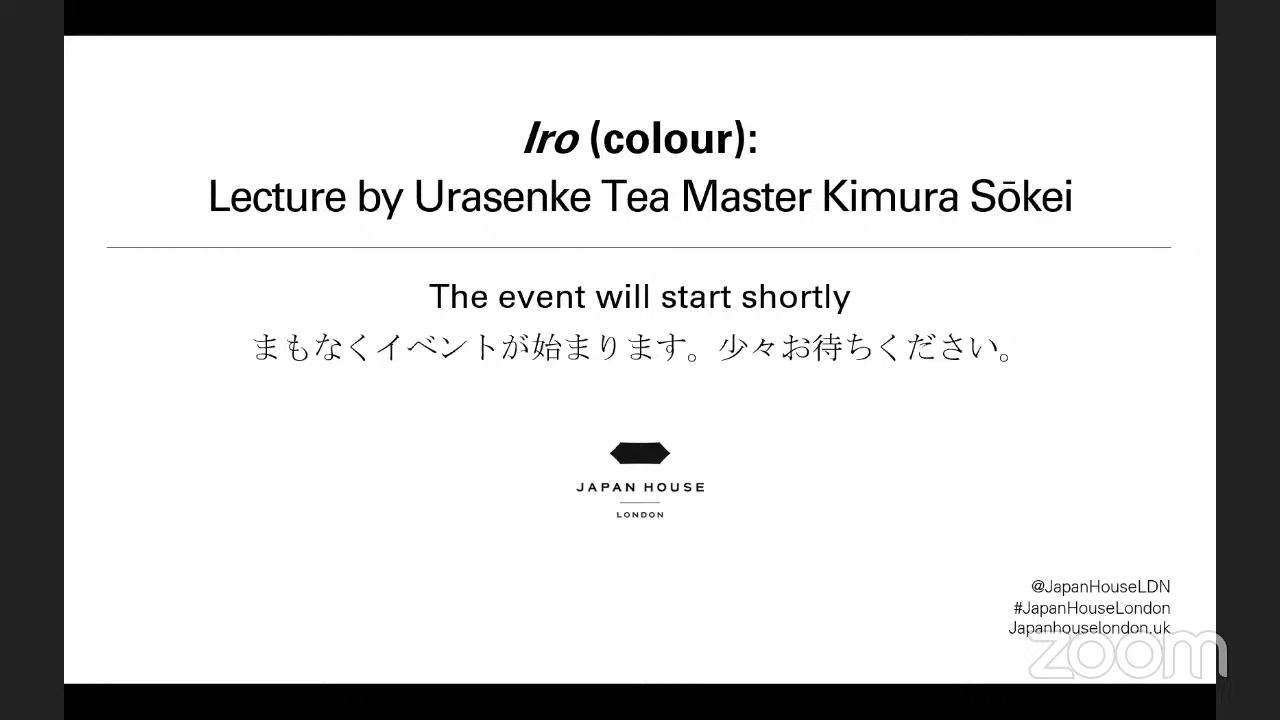 Iro (colour):
Lecture by Urasenke Tea Master Kimura Sōkei
The event will start shortly
まもなくイベントが始まります。少々お待ちください。
JAPAN HOUSE
LONDON
@JapanHouseLDN
#JapanHouseLondon
Japanhouselondon.uk
zoom